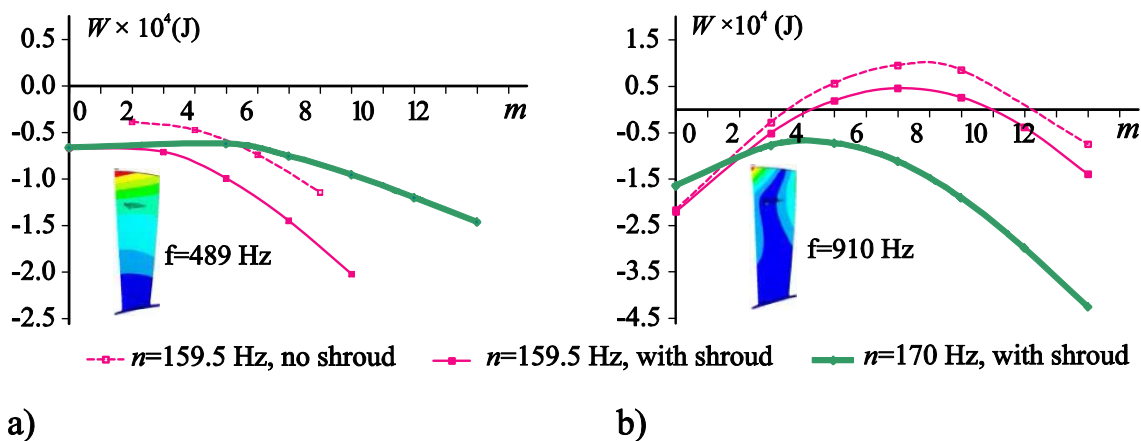 W × 10⁴(J)
0.5
0.0
-0.5
-1.0
-1.5
-2.0
-2.5
0 2 4 6 8 10 12 m
f=489 Hz
W ×10⁴ (J)
1.5
0.5
-0.5
-1.5
-2.5
-3.5
-4.5
0 2 4 6 8 10 12 m
f=910 Hz
n=159.5 Hz, no shroud n=159.5 Hz, with shroud n=170 Hz, with shroud
a) b)